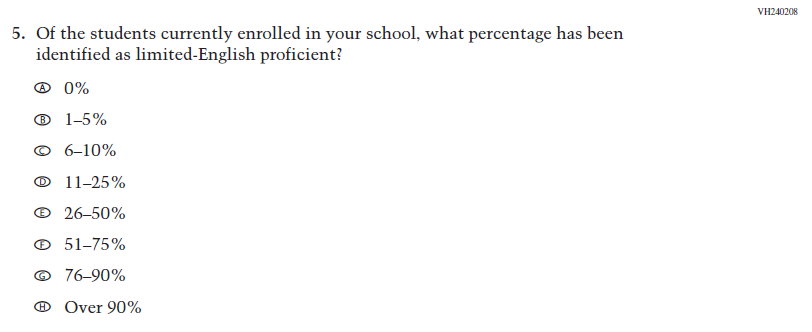 VH240208
5. Of the students currently enrolled in your school, what percentage has been
identified as limited-English proficient?
Ⓐ 0%
Ⓑ 1–5%
Ⓒ 6–10%
Ⓓ 11–25%
Ⓔ 26–50%
Ⓕ 51–75%
Ⓖ 76–90%
Ⓗ Over 90%